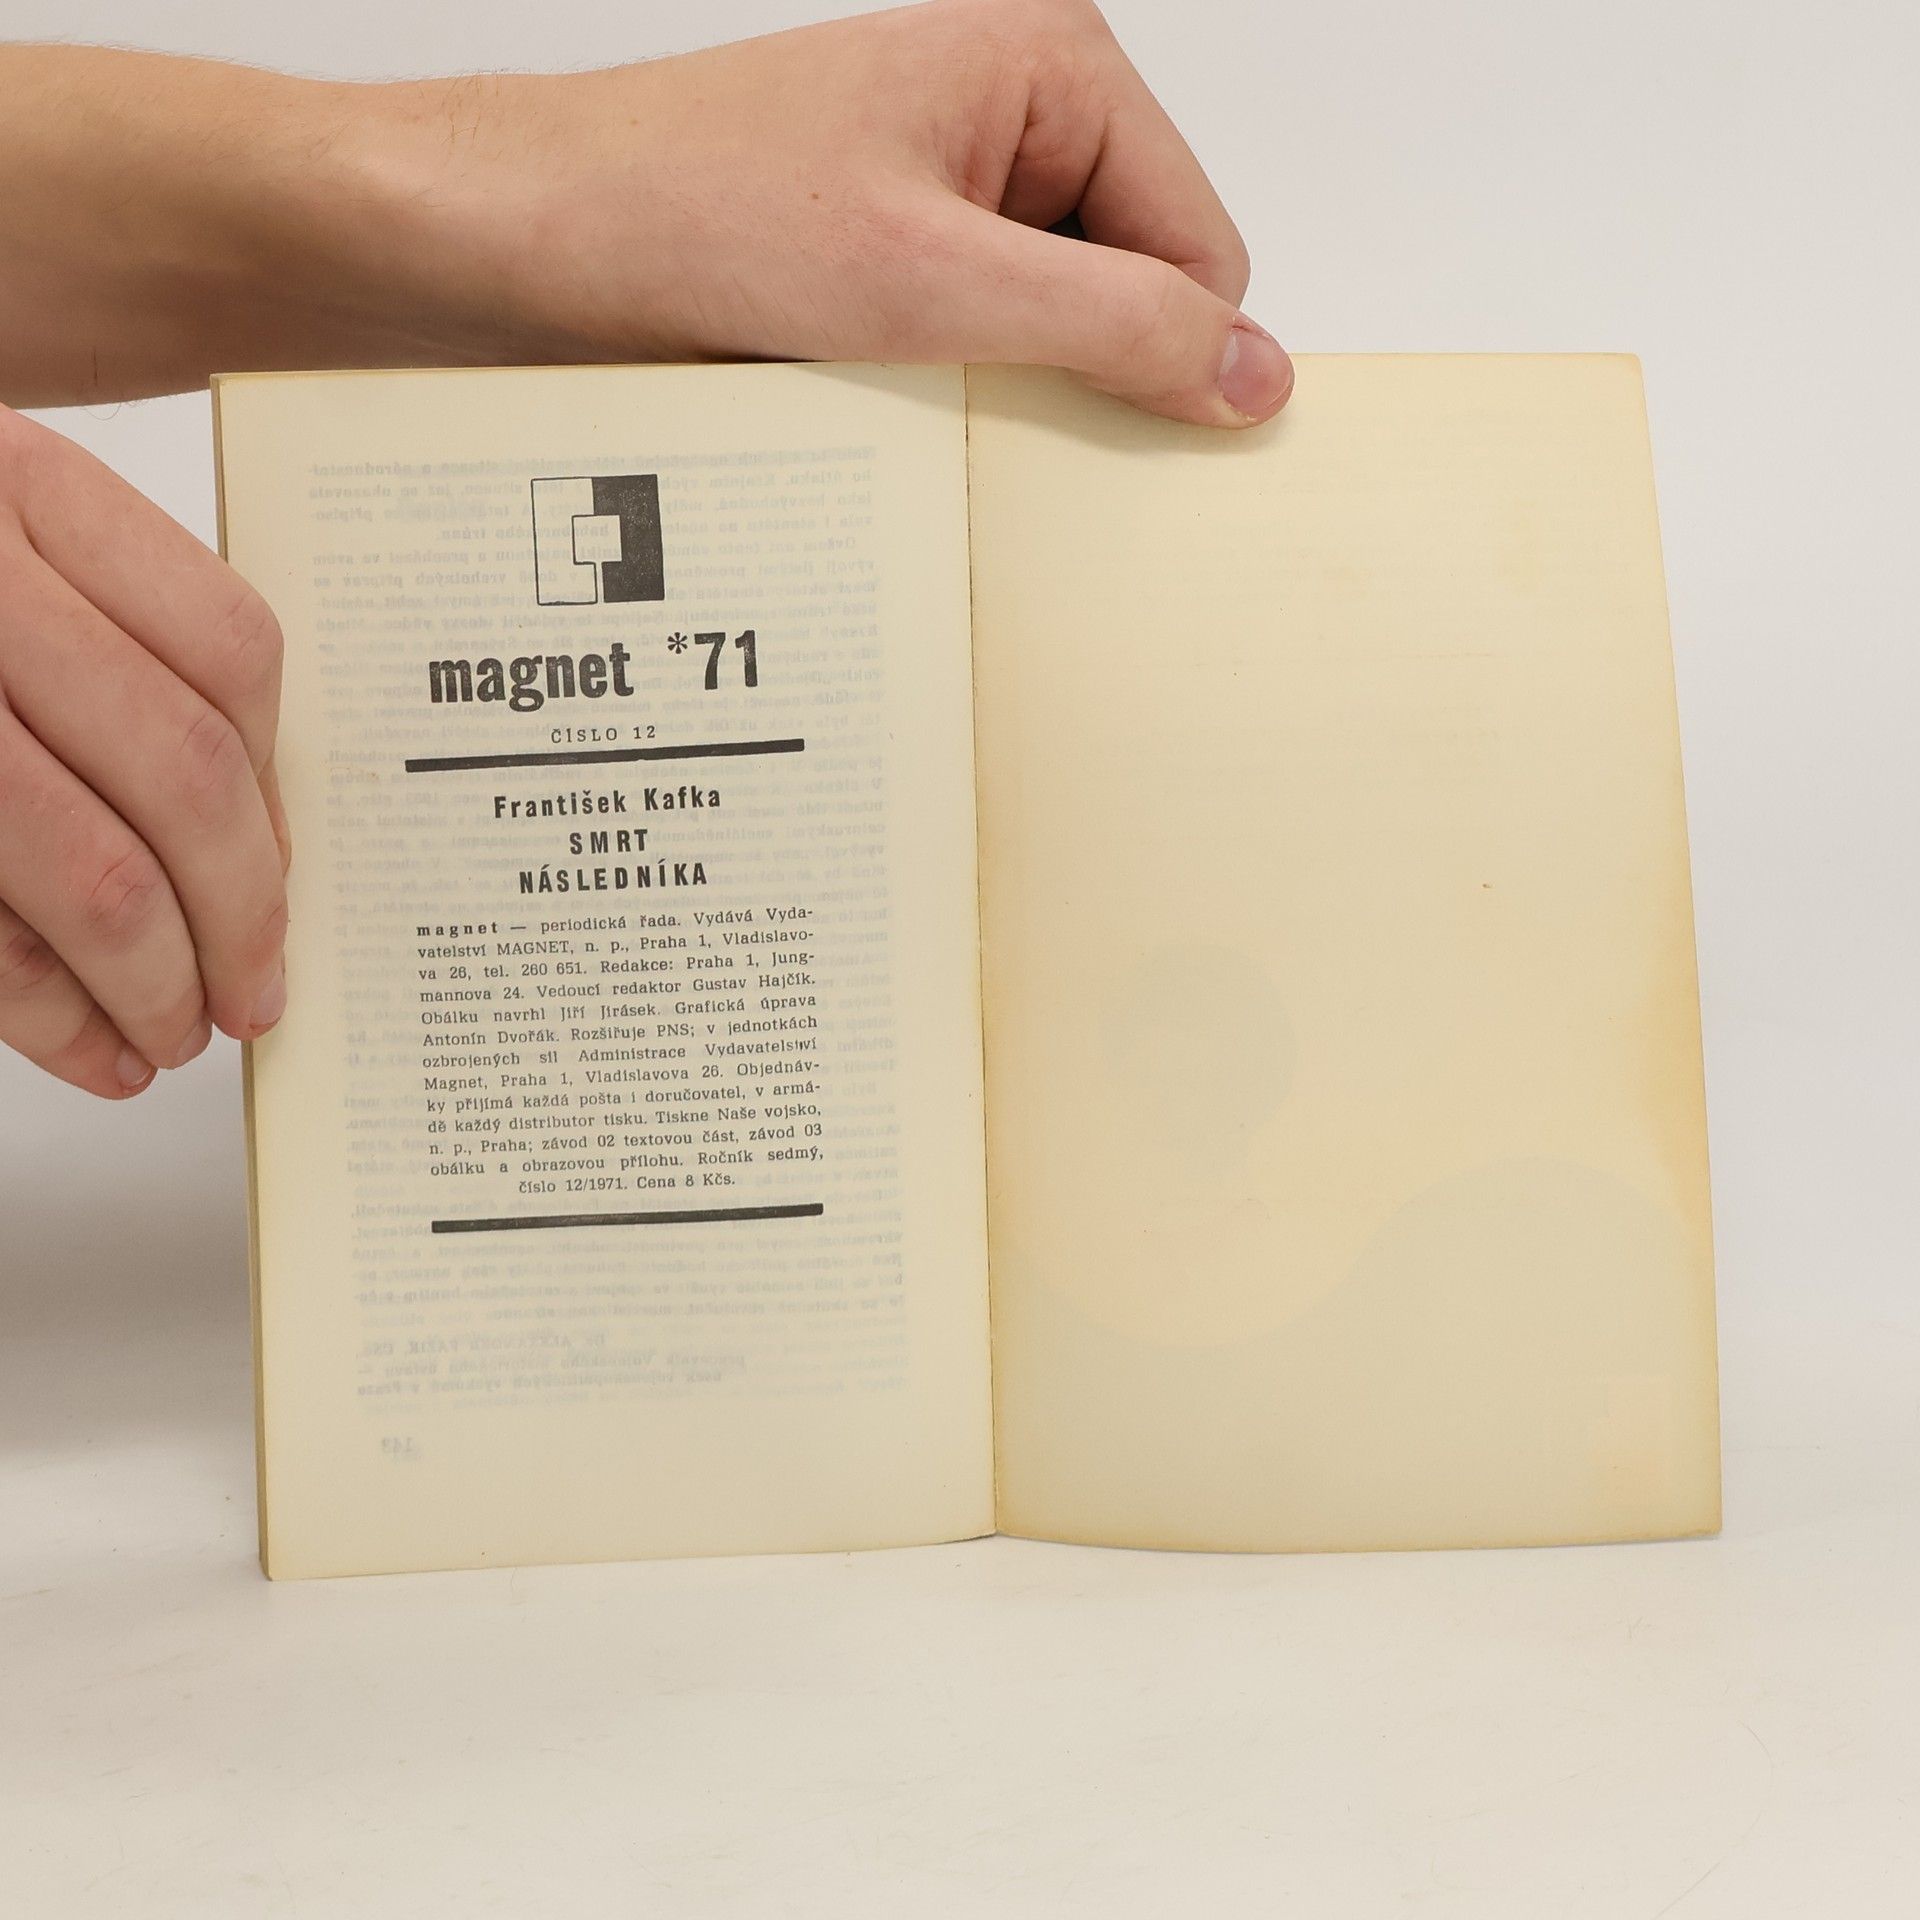 magnet *71
ČÍSLO 12
František Kafka
SMRT
NÁSLEDNÍKA
magnet — periodická řada. Vydává Vyda-
vatelství MAGNET, n. p., Praha 1, Vladislavo-
va 26, tel. 260 651. Redakce: Praha 1, Jung-
mannova 24. Vedoucí redaktor Gustav Hajčík.
Obálku navrhl Jiří Jirásek. Grafická úprava
Antonín Dvořák. Rozšiřuje PNS; v jednotkách
ozbrojených sil Administrace Vydavatelství
Magnet, Praha 1, Vladislavova 26. Objednáv-
ky přijímá každá pošta i doručovatel, v armá-
dě každý distributor tisku. Tiskne Naše vojsko,
n. p., Praha; závod 02 textovou část, závod 03
obálku a obrazovou přílohu. Ročník sedmý,
číslo 12/1971. Cena 8 Kčs.